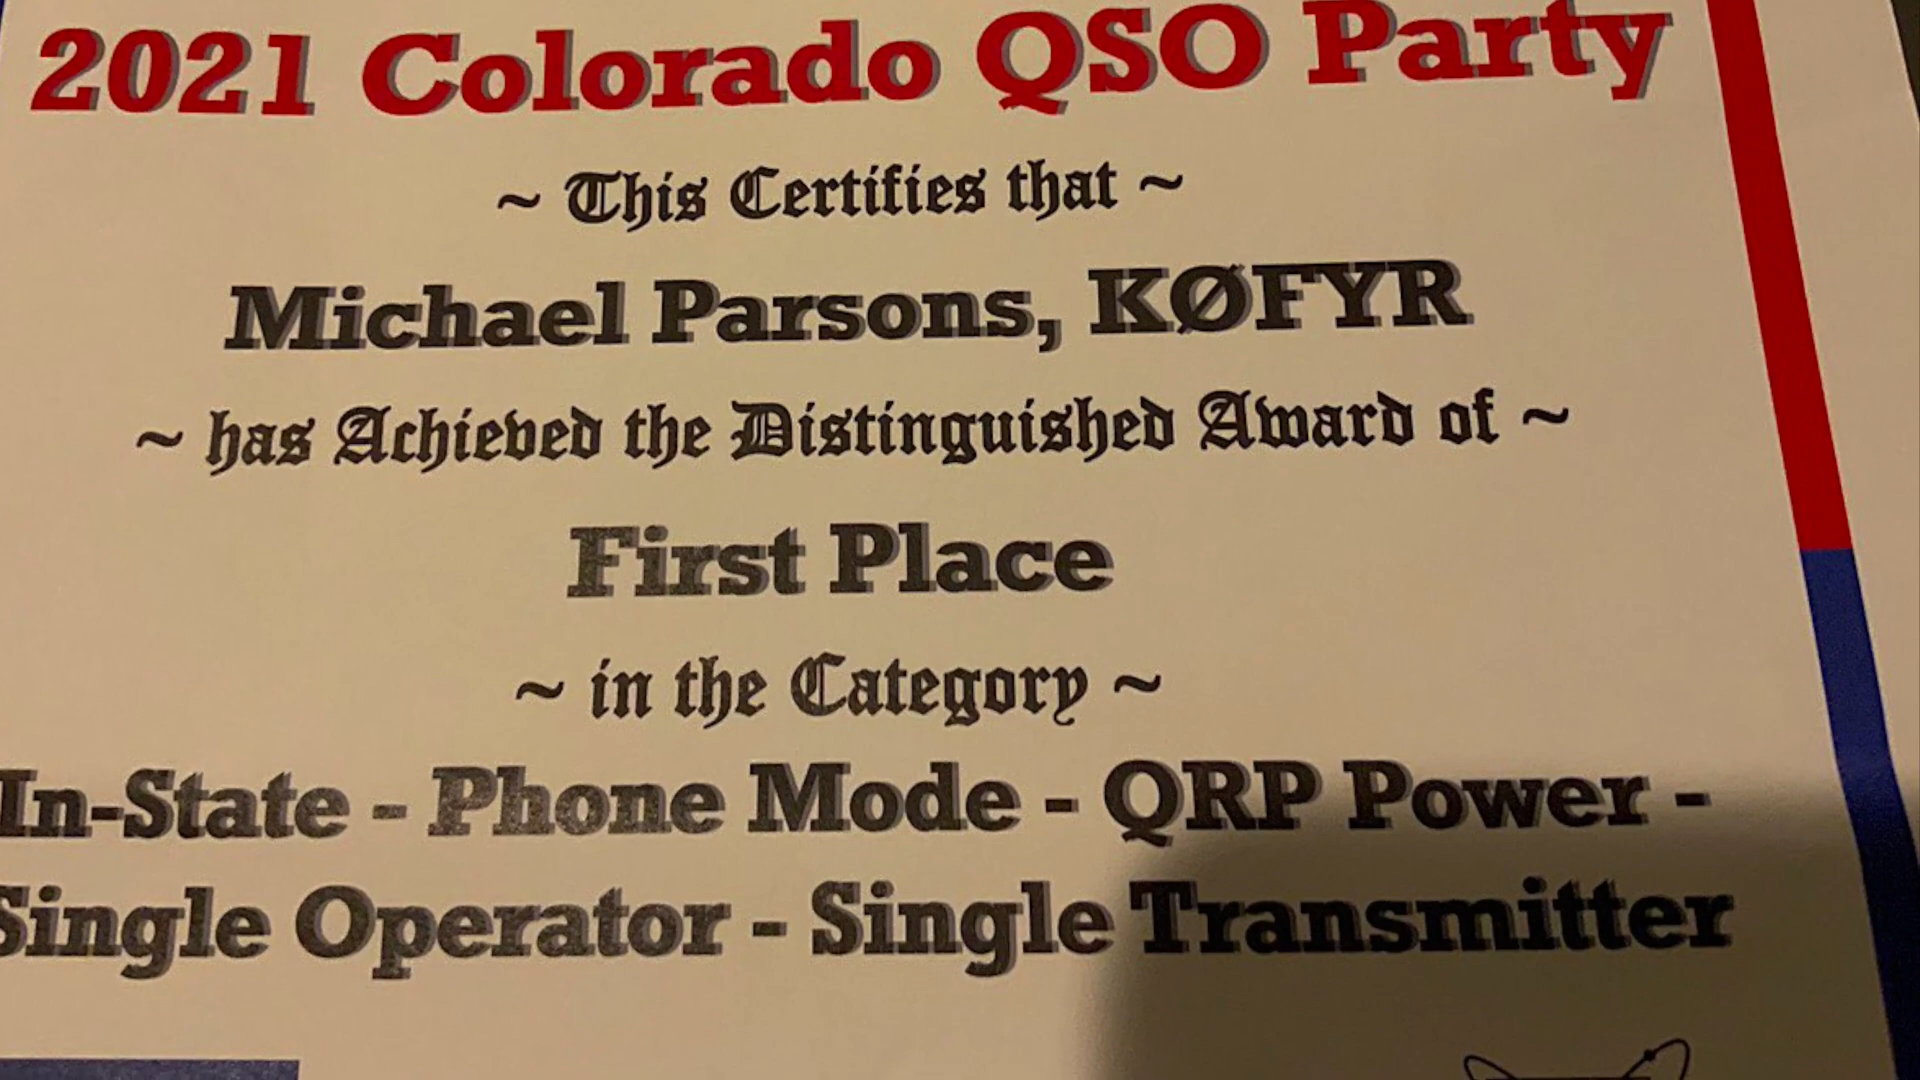 2021 Colorado QSO Party
~ This Certifies that ~
Michael Parsons, KØFYR
~ has Achieved the Distinguished Award of ~
First Place
~ in the Category ~
In-State - Phone Mode - QRP Power -
Single Operator - Single Transmitter